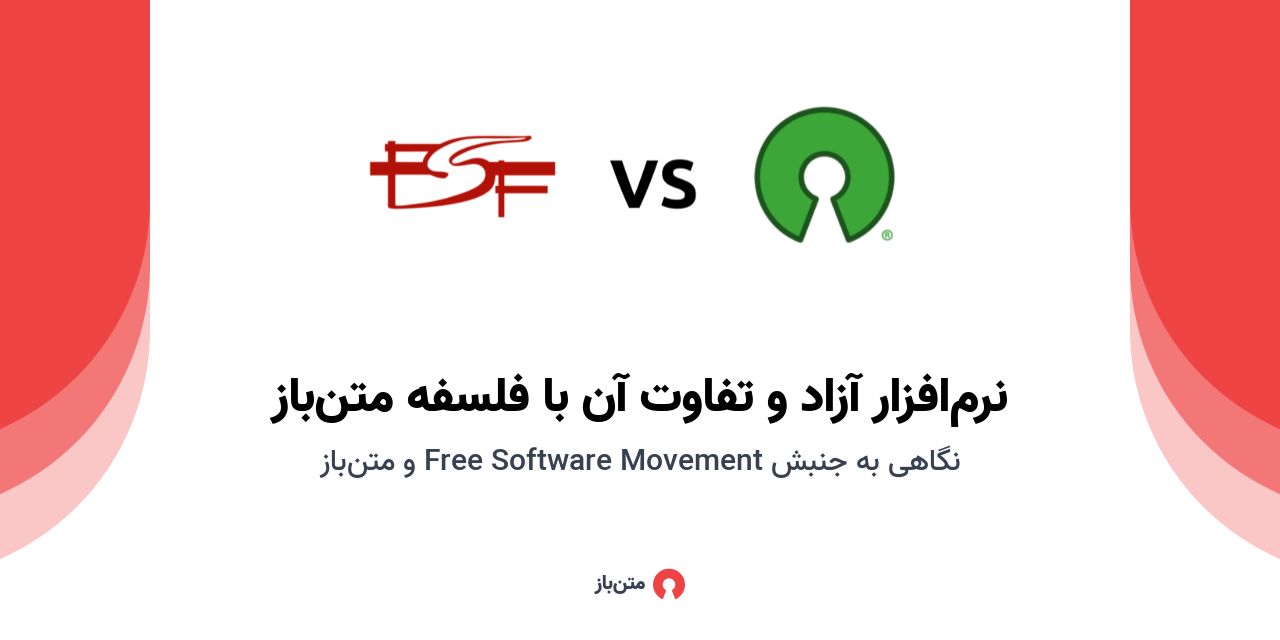 FSF vs ®
نرم‌افزار آزاد و تفاوت آن با فلسفه متن‌باز
نگاهی به جنبش Free Software Movement و متن‌باز
متن‌باز